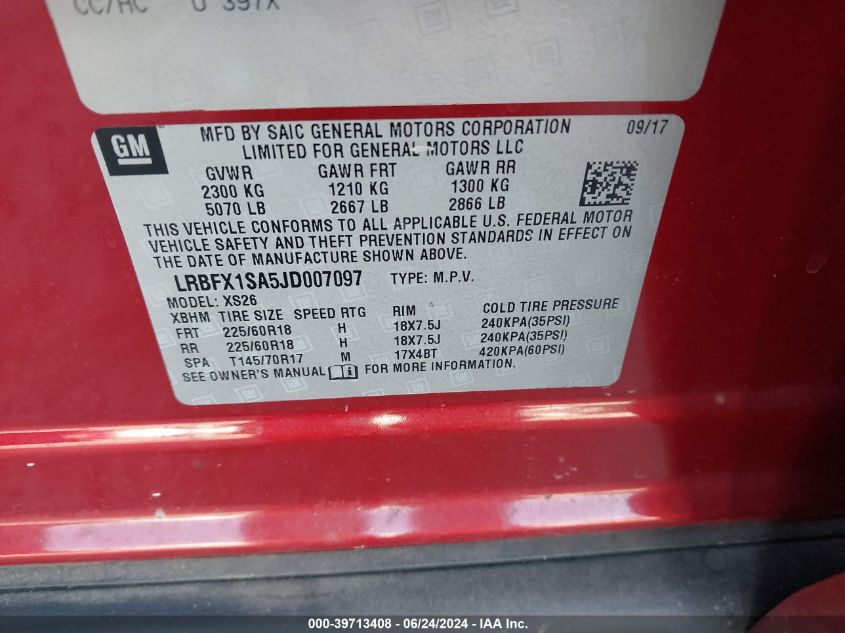 CC/HC U 397X
GM
MFD BY SAIC GENERAL MOTORS CORPORATION 09/17
LIMITED FOR GENERAL MOTORS LLC
GVWR GAWR FRT GAWR RR
2300 KG 1210 KG 1300 KG
5070 LB 2667 LB 2866 LB
THIS VEHICLE CONFORMS TO ALL APPLICABLE U.S. FEDERAL MOTOR
VEHICLE SAFETY AND THEFT PREVENTION STANDARDS IN EFFECT ON
THE DATE OF MANUFACTURE SHOWN ABOVE.
LRBFX1SA5JD007097 TYPE: M.P.V.
MODEL: XS26
XBHM TIRE SIZE SPEED RTG RIM COLD TIRE PRESSURE
FRT 225/60R18 H 18X7.5J 240KPA(35PSI)
RR 225/60R18 H 18X7.5J 240KPA(35PSI)
SPA T145/70R17 M 17X4BT 420KPA(60PSI)
SEE OWNER'S MANUAL FOR MORE INFORMATION.
000-39713408 - 06/24/2024 - IAAI Inc.